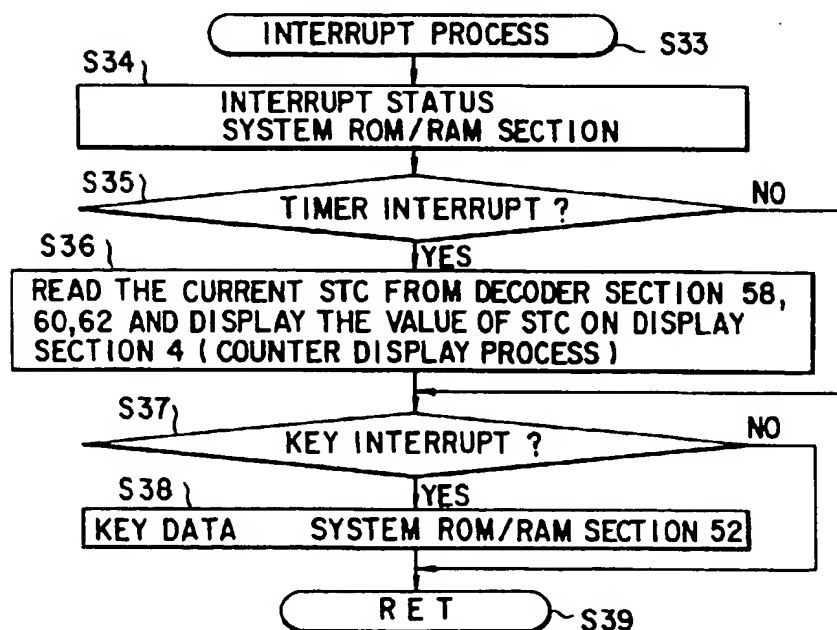 INTERRUPT PROCESS
S33
S34
INTERRUPT STATUS
SYSTEM ROM/RAM SECTION
S35
TIMER INTERRUPT ?
NO
S36
YES
READ THE CURRENT STC FROM DECODER SECTION 58,
60,62 AND DISPLAY THE VALUE OF STC ON DISPLAY
SECTION 4 (COUNTER DISPLAY PROCESS)
S37
KEY INTERRUPT ?
NO
S38
YES
KEY DATA SYSTEM ROM/RAM SECTION 52
RET
S39